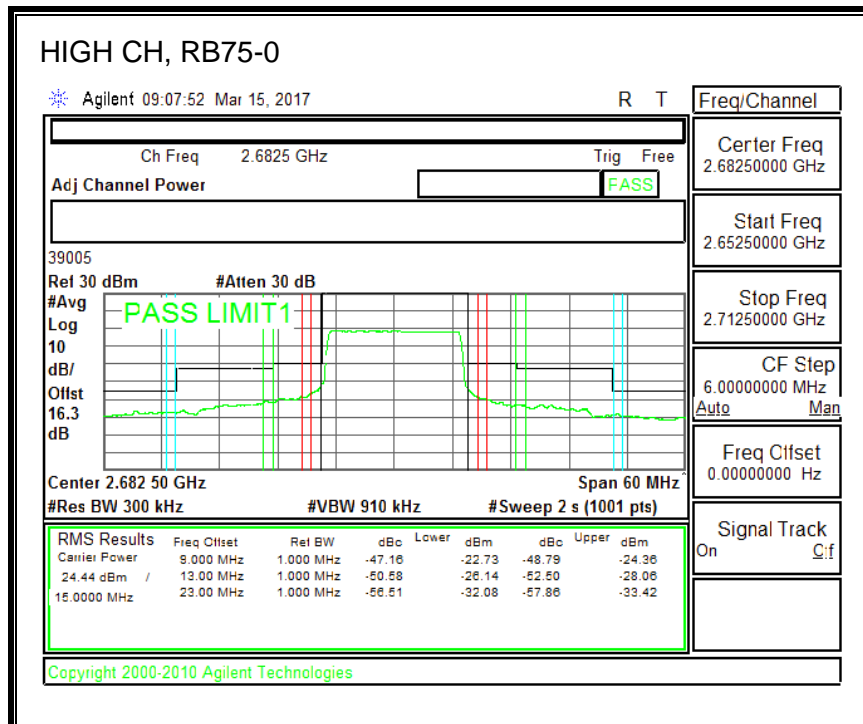 HIGH CH, RB75-0
Agilent 09:07:52 Mar 15, 2017 R T
Freq/Channel
Ch Freq 2.6825 GHz Trig Free
Adj Channel Power PASS
Center Freq
2.68250000 GHz
Start Freq
2.65250000 GHz
Stop Freq
2.71250000 GHz
CF Step
6.00000000 MHz
Auto Man
Freq Offset
0.00000000 Hz
Signal Track
On Off
39005
Ref 30 dBm #Atten 30 dB
#Avg
Log
10
dB/
Offst
16.3
dB
PASS LIMIT1
Center 2.682 50 GHz Span 60 MHz
#Res BW 300 kHz #VBW 910 kHz #Sweep 2 s (1001 pts)
RMS Results Freq Offset Ref BW dBc Lower dBm dBc Upper dBm
Carrier Power 9.000 MHz 1.000 MHz -47.16 -22.73 -48.79 -24.36
24.44 dBm / 13.00 MHz 1.000 MHz -50.58 -26.14 -52.50 -28.06
15.0000 MHz 23.00 MHz 1.000 MHz -56.51 -32.08 -57.86 -33.42
Copyright 2000-2010 Agilent Technologies